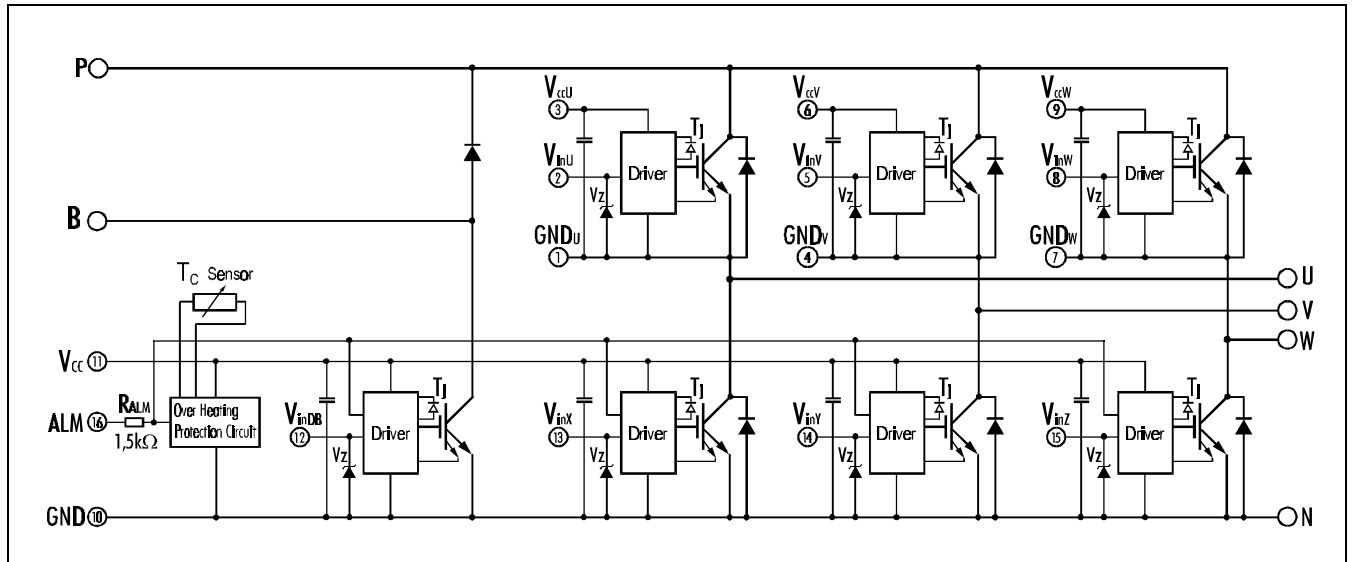 P
VccU
3
TJ
VinU
2
Driver
VZ
GNDU
1
VccV
6
TJ
VinV
5
Driver
VZ
GNDV
4
VccW
9
TJ
VinW
8
Driver
VZ
GNDW
7
B
TC Sensor
U
V
W
Vcc 11
RALM
ALM 16
1,5kΩ
Over Heating
Protection Circuit
VinDB
12
TJ
Driver
VZ
VinX
13
TJ
Driver
VZ
VinY
14
TJ
Driver
VZ
VinZ
15
TJ
Driver
VZ
GND 10
N